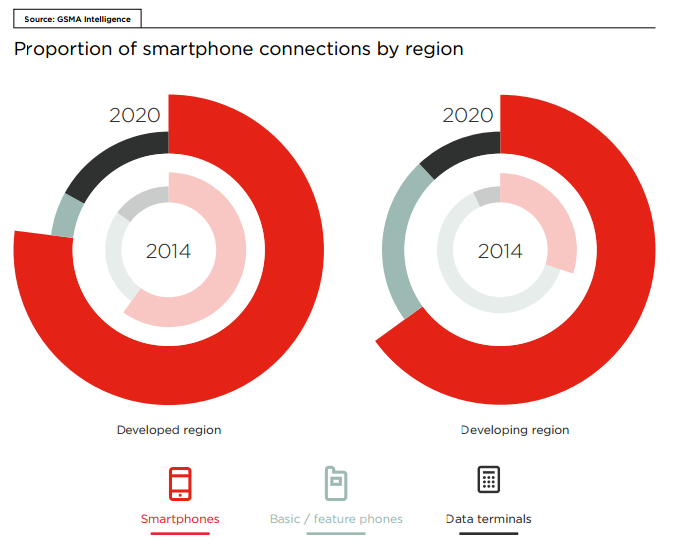 Source: GSMA Intelligence
Proportion of smartphone connections by region
2020
2014
2020
2014
Developed region
Developing region
Smartphones
Basic / feature phones
Data terminals